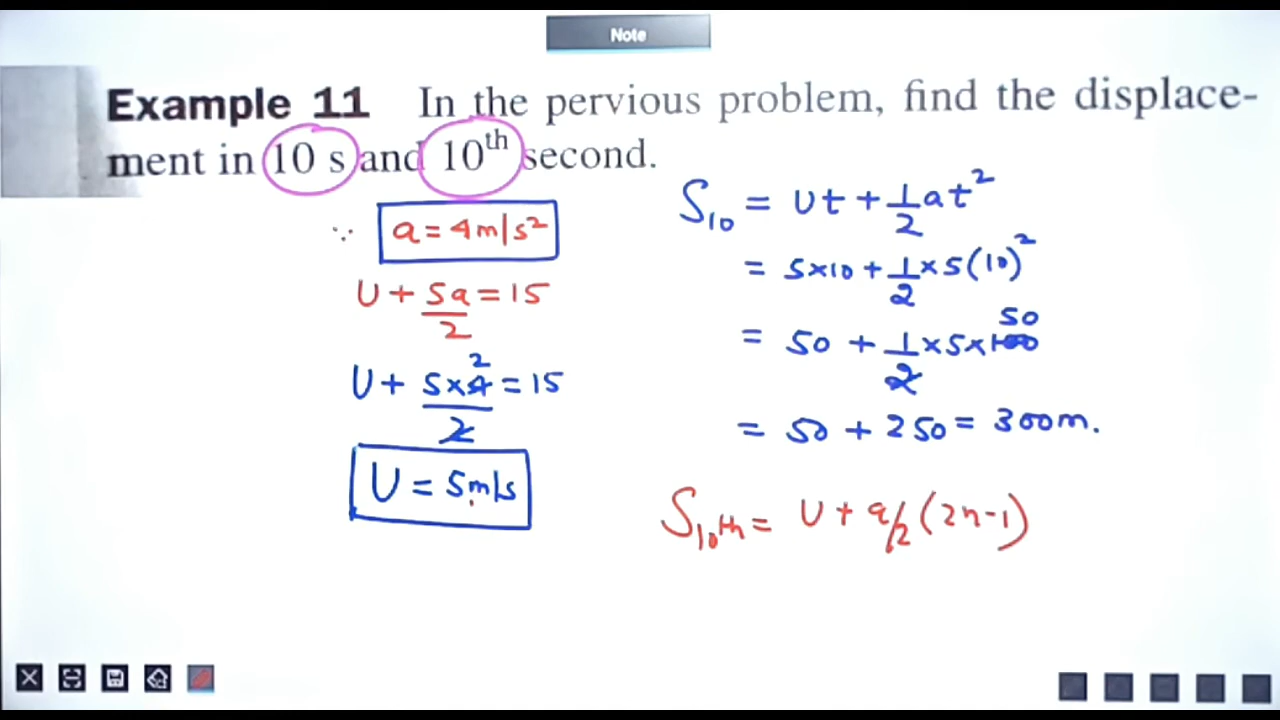 Note
Example 11 In the pervious problem, find the displace-
ment in 10 s and 10th second.
∵ a = 4m/s²
U + 5a/2 = 15
U + 5×4/2 = 15
2
U = 5m/s
S10 = Ut + 1/2 at²
= 5×10 + 1/2 × 5(10)²
= 50 + 1/2 × 5 × 100
50
= 50 + 250 = 300m.
S10th = U + a/2 (2n-1)